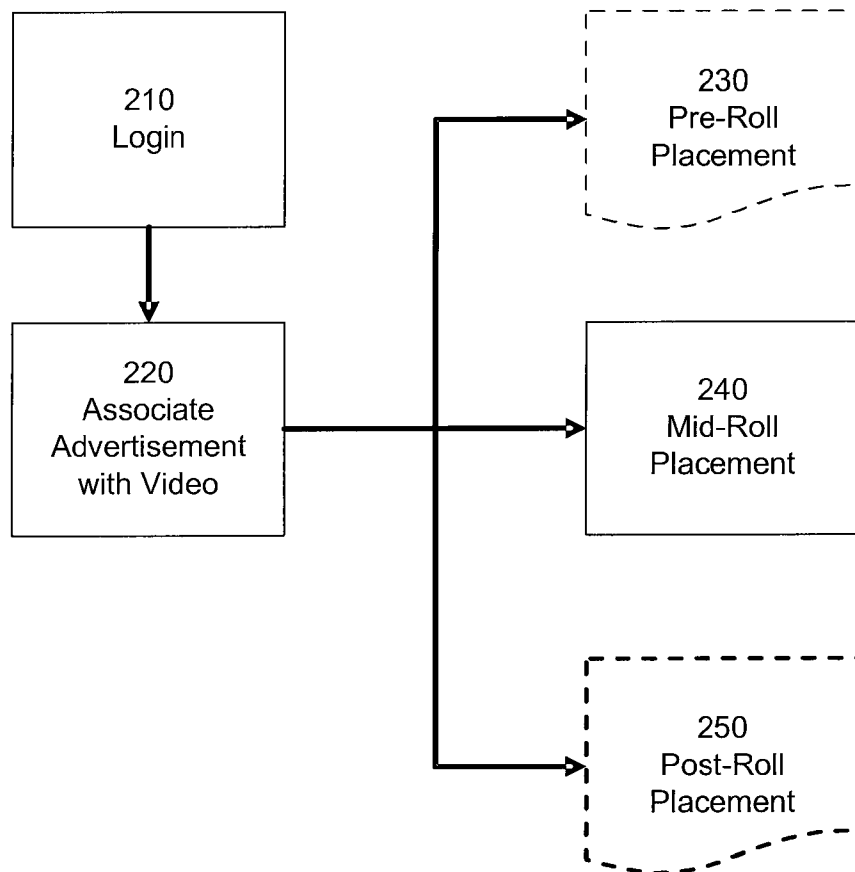 210
Login
220
Associate
Advertisement
with Video
230
Pre-Roll
Placement
240
Mid-Roll
Placement
250
Post-Roll
Placement